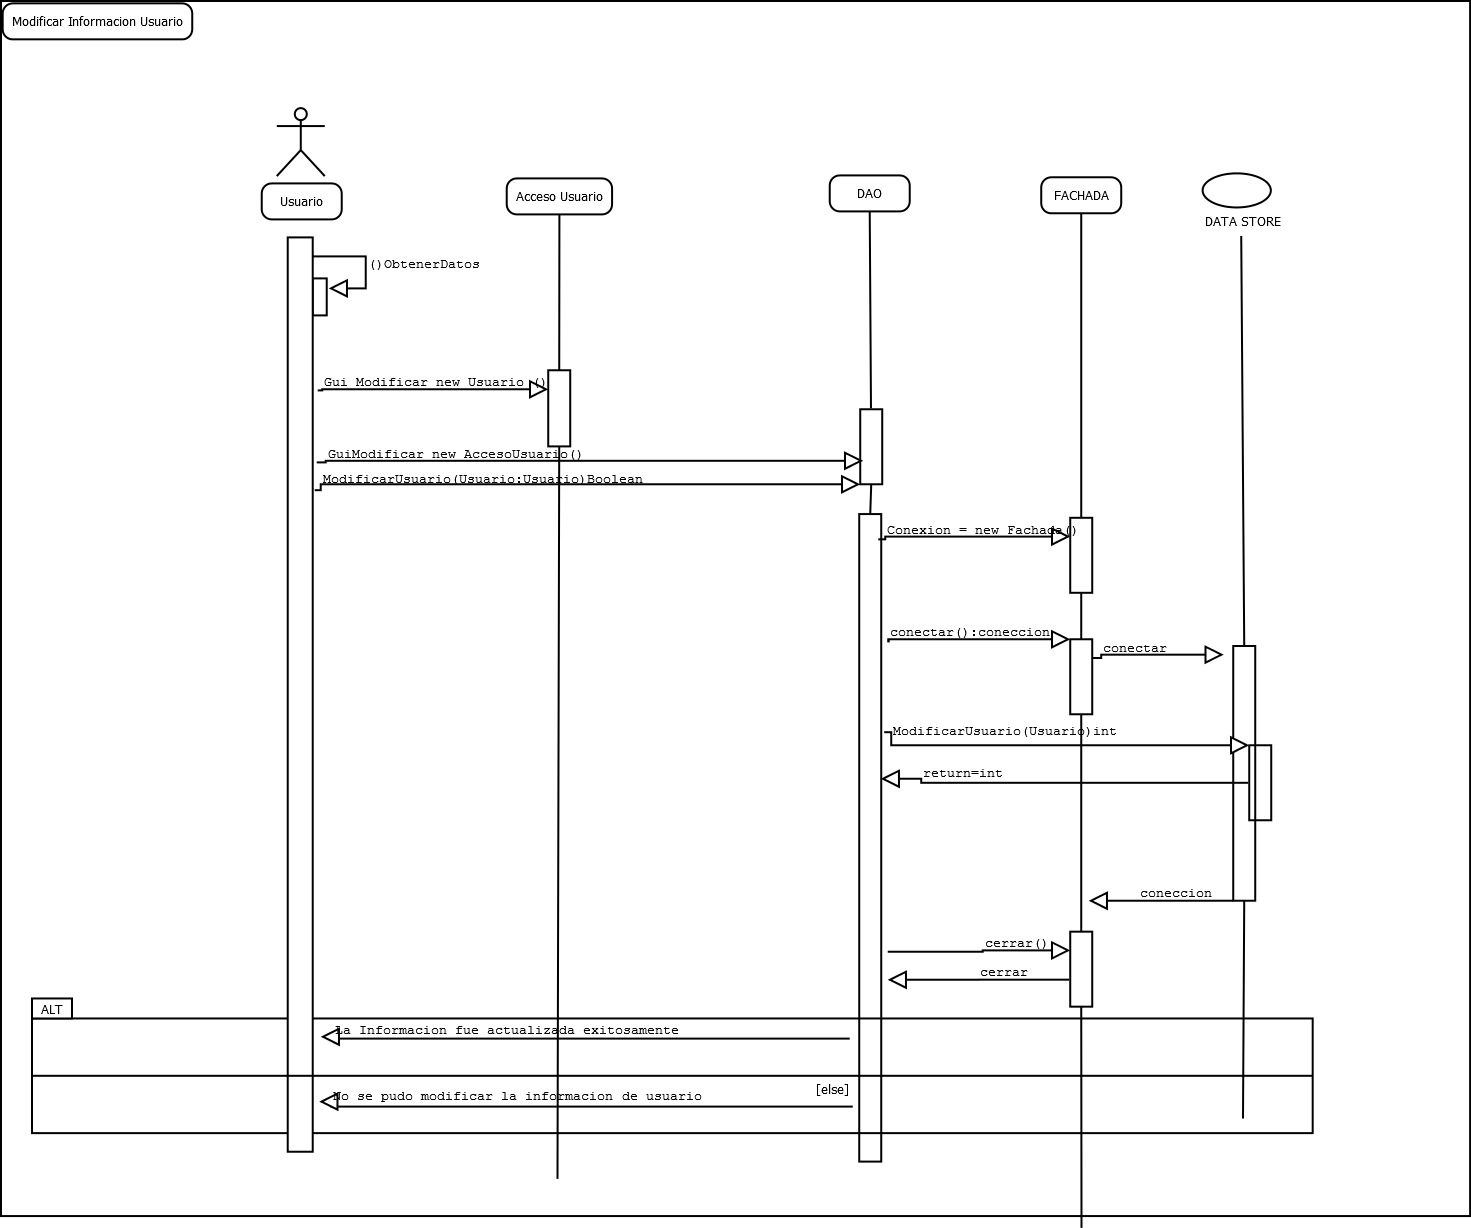 Modificar Informacion Usuario
Usuario
Acceso Usuario
DAO
FACHADA
DATA STORE
()ObtenerDatos
Gui Modificar new Usuario ()
GuiModificar new AccesoUsuario()
ModificarUsuario(Usuario:Usuario)Boolean
Conexion = new Fachada()
conectar():coneccion
conectar
ModificarUsuario(Usuario)int
return=int
coneccion
cerrar()
cerrar
ALT
La Informacion fue actualizada exitosamente
[else]
No se pudo modificar la informacion de usuario